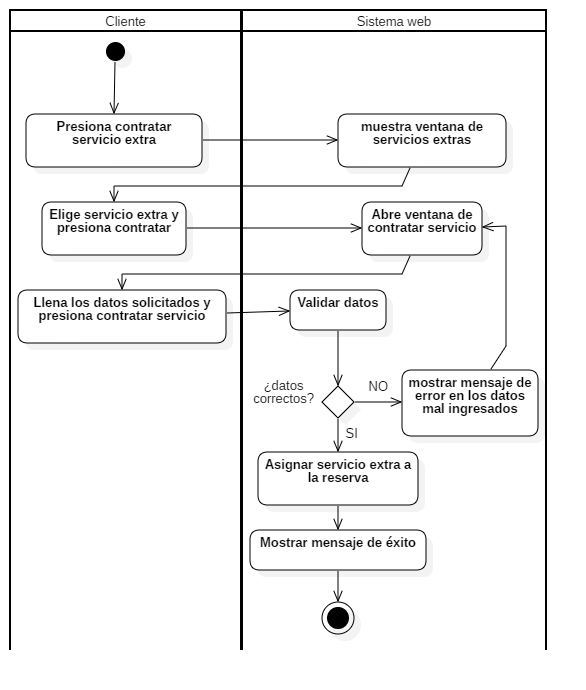 Cliente
Sistema web
Presiona contratar
servicio extra
muestra ventana de
servicios extras
Elige servicio extra y
presiona contratar
Abre ventana de
contratar servicio
Llena los datos solicitados y
presiona contratar servicio
Validar datos
¿datos
correctos?
NO
mostrar mensaje de
error en los datos
mal ingresados
SI
Asignar servicio extra a
la reserva
Mostrar mensaje de éxito